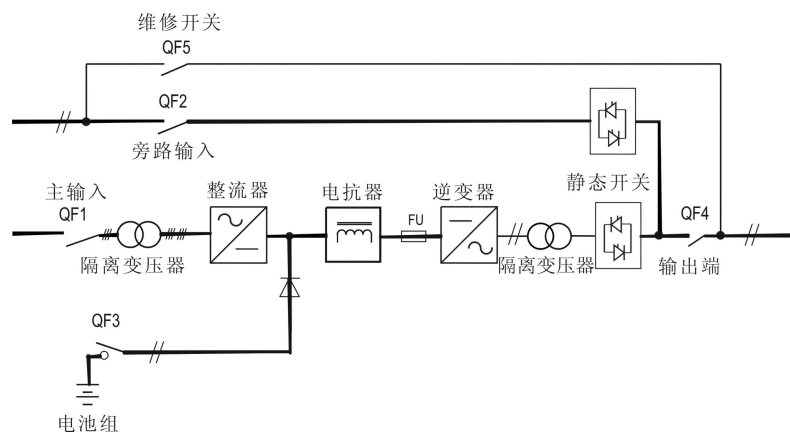 维修开关
QF5
QF2
旁路输入
静态开关
主输入
整流器
电抗器
逆变器
QF1
FU
QF4
隔离变压器
隔离变压器
输出端
QF3
电池组